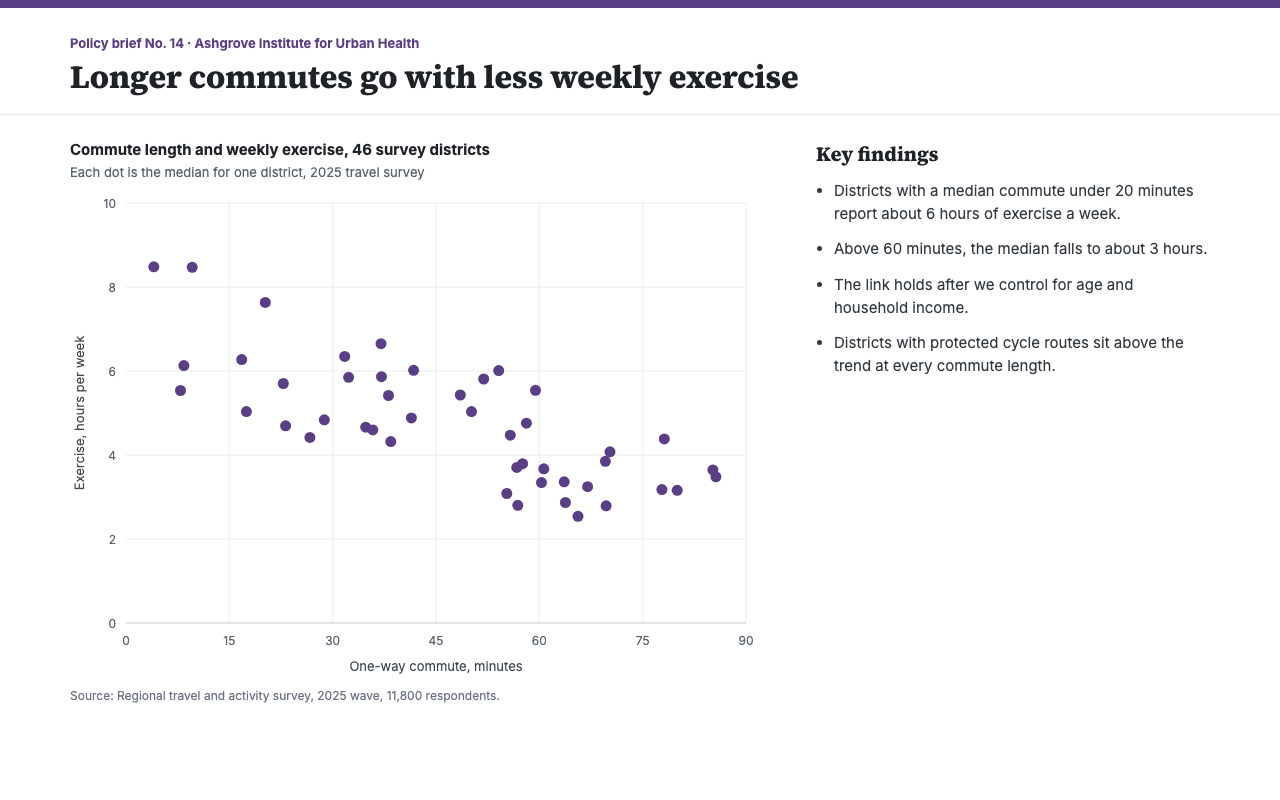 Policy brief No. 14 · Ashgrove Institute for Urban Health
Longer commutes go with less weekly exercise
Commute length and weekly exercise, 46 survey districts
Each dot is the median for one district, 2025 travel survey
10
8
6
4
2
0
Exercise, hours per week
0 15 30 45 60 75 90
One-way commute, minutes
Source: Regional travel and activity survey, 2025 wave, 11,800 respondents.
Key findings
• Districts with a median commute under 20 minutes
report about 6 hours of exercise a week.
• Above 60 minutes, the median falls to about 3 hours.
• The link holds after we control for age and
household income.
• Districts with protected cycle routes sit above the
trend at every commute length.